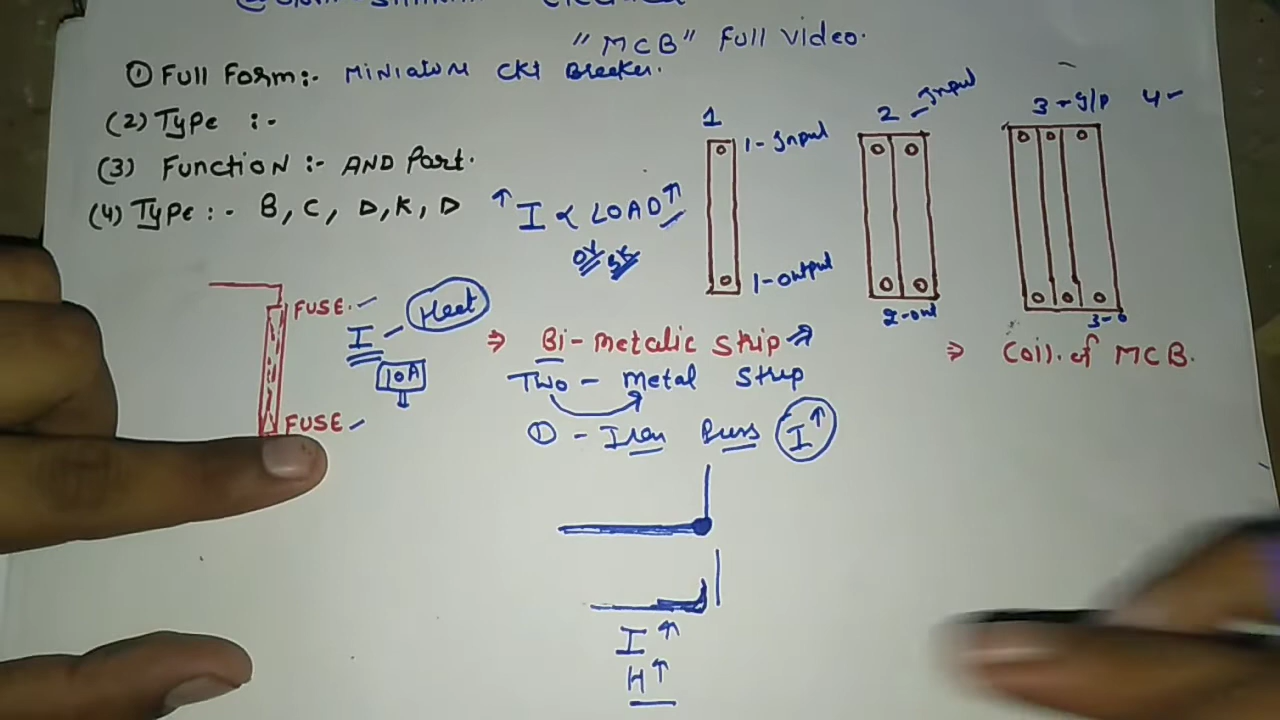 "MCB" Full Video.
① Full Form:- Miniature CKt Breaker.
(2) Type :-
(3) Function :- AND Part.
(4) Type :- B, C, D, K, D
↑ I ∝ LOAD ↑
1
1- Input
1- Output
2 - Input
2-out
3 - I/P
3-o
4-
FUSE.
I - Heat
10A
FUSE
⇒ Bi-Metalic Strip
Two - Metal Strip
① - Iron Burs I↑
⇒ Coil. of MCB.
I↑
H↑